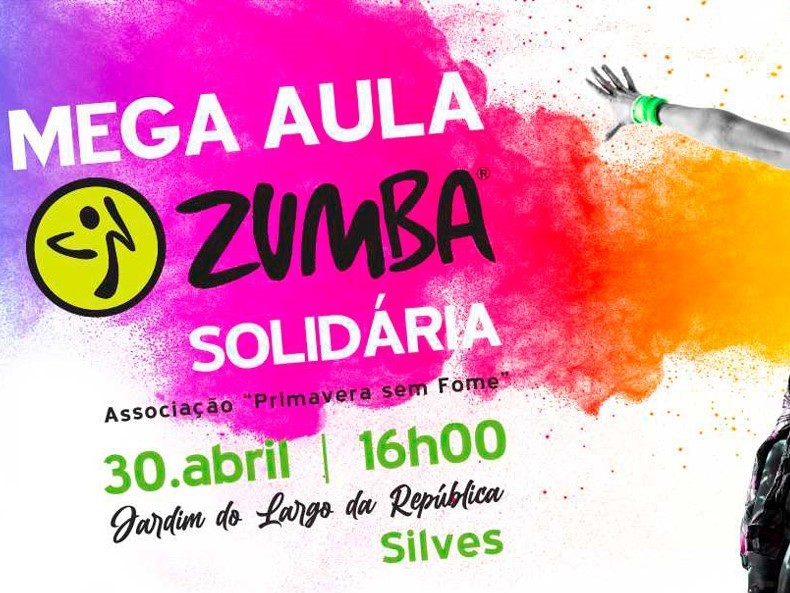 MEGA AULA
ZUMBA®
SOLIDÁRIA
Associação "Primavera sem Fome"
30.abril | 16h00
Jardim do Largo da República
Silves